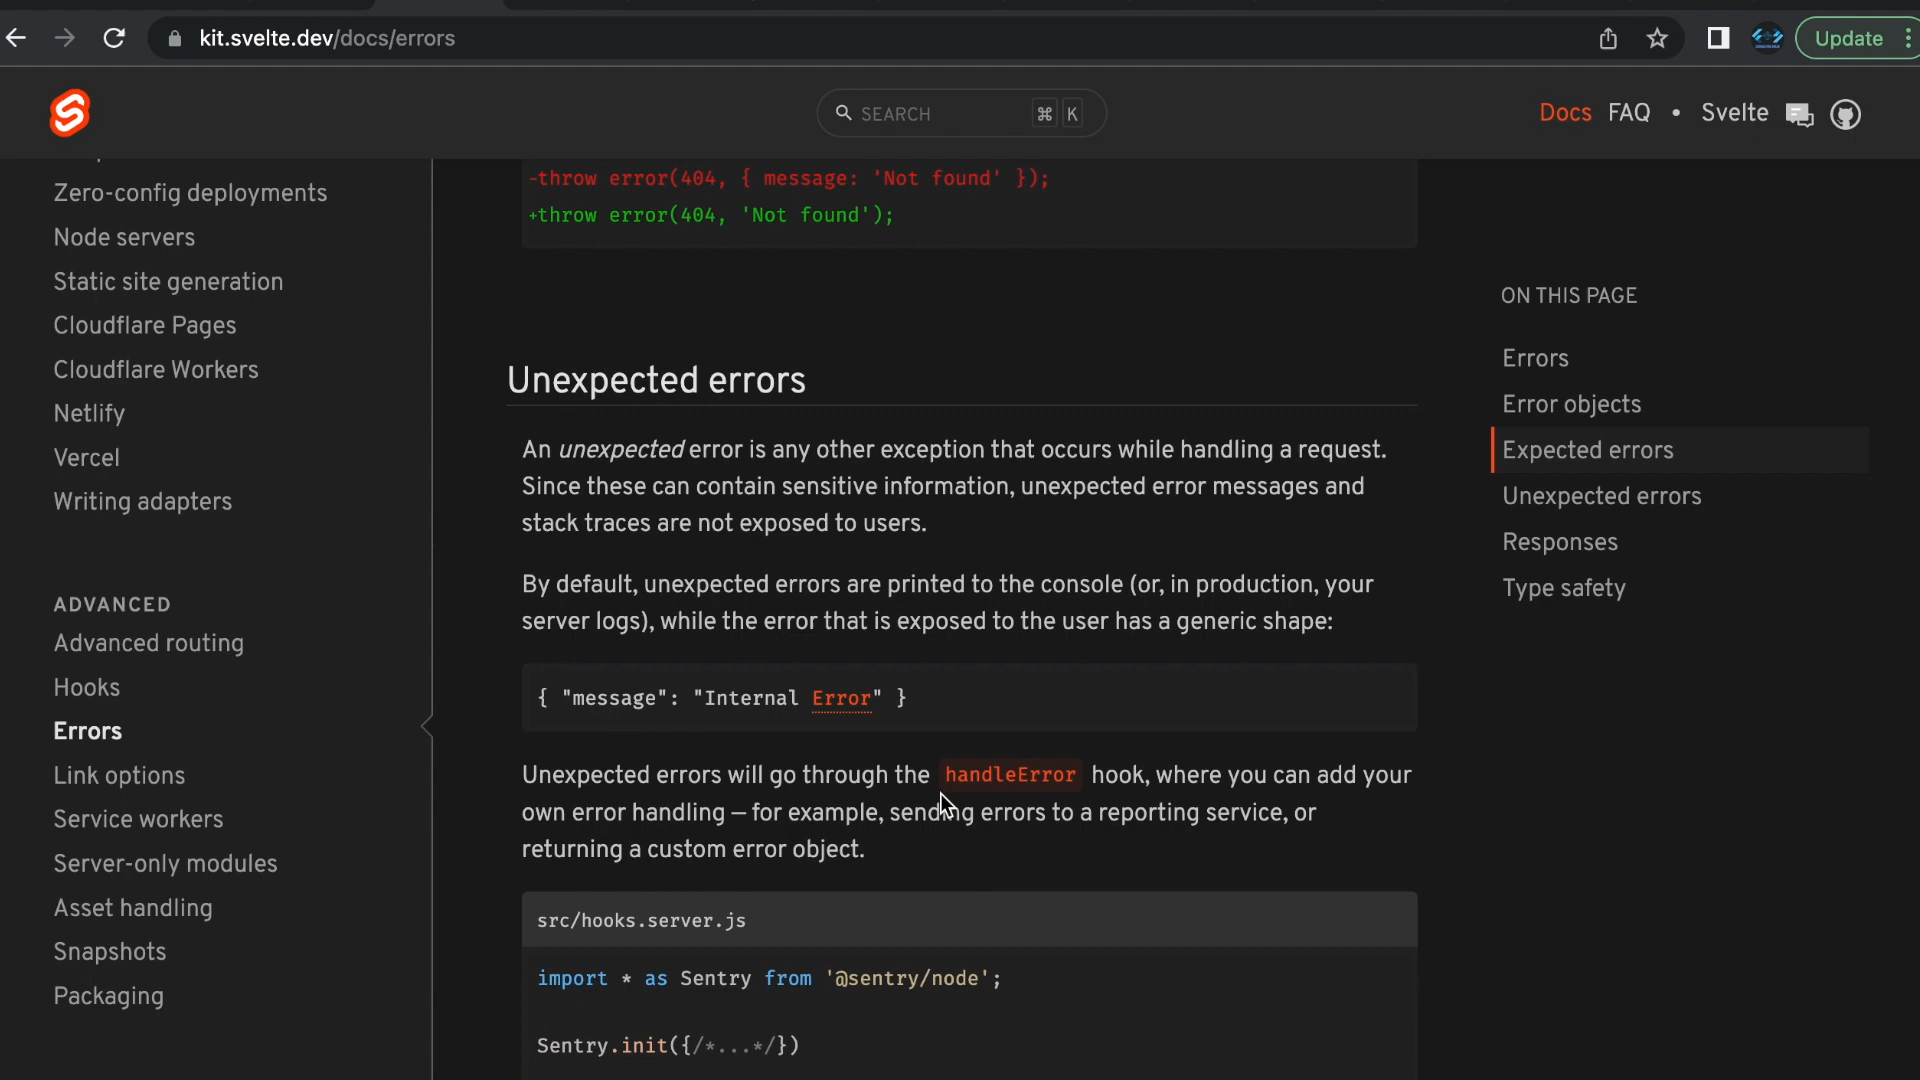 kit.svelte.dev/docs/errors
Update
SEARCH ⌘ K
Docs FAQ • Svelte
Zero-config deployments
Node servers
Static site generation
Cloudflare Pages
Cloudflare Workers
Netlify
Vercel
Writing adapters
ADVANCED
Advanced routing
Hooks
Errors
Link options
Service workers
Server-only modules
Asset handling
Snapshots
Packaging
-throw error(404, { message: 'Not found' });
+throw error(404, 'Not found');
Unexpected errors
An unexpected error is any other exception that occurs while handling a request.
Since these can contain sensitive information, unexpected error messages and
stack traces are not exposed to users.
By default, unexpected errors are printed to the console (or, in production, your
server logs), while the error that is exposed to the user has a generic shape:
{ "message": "Internal Error" }
Unexpected errors will go through the handleError hook, where you can add your
own error handling — for example, sending errors to a reporting service, or
returning a custom error object.
src/hooks.server.js
import * as Sentry from '@sentry/node';
Sentry.init({/*...*/})
ON THIS PAGE
Errors
Error objects
Expected errors
Unexpected errors
Responses
Type safety